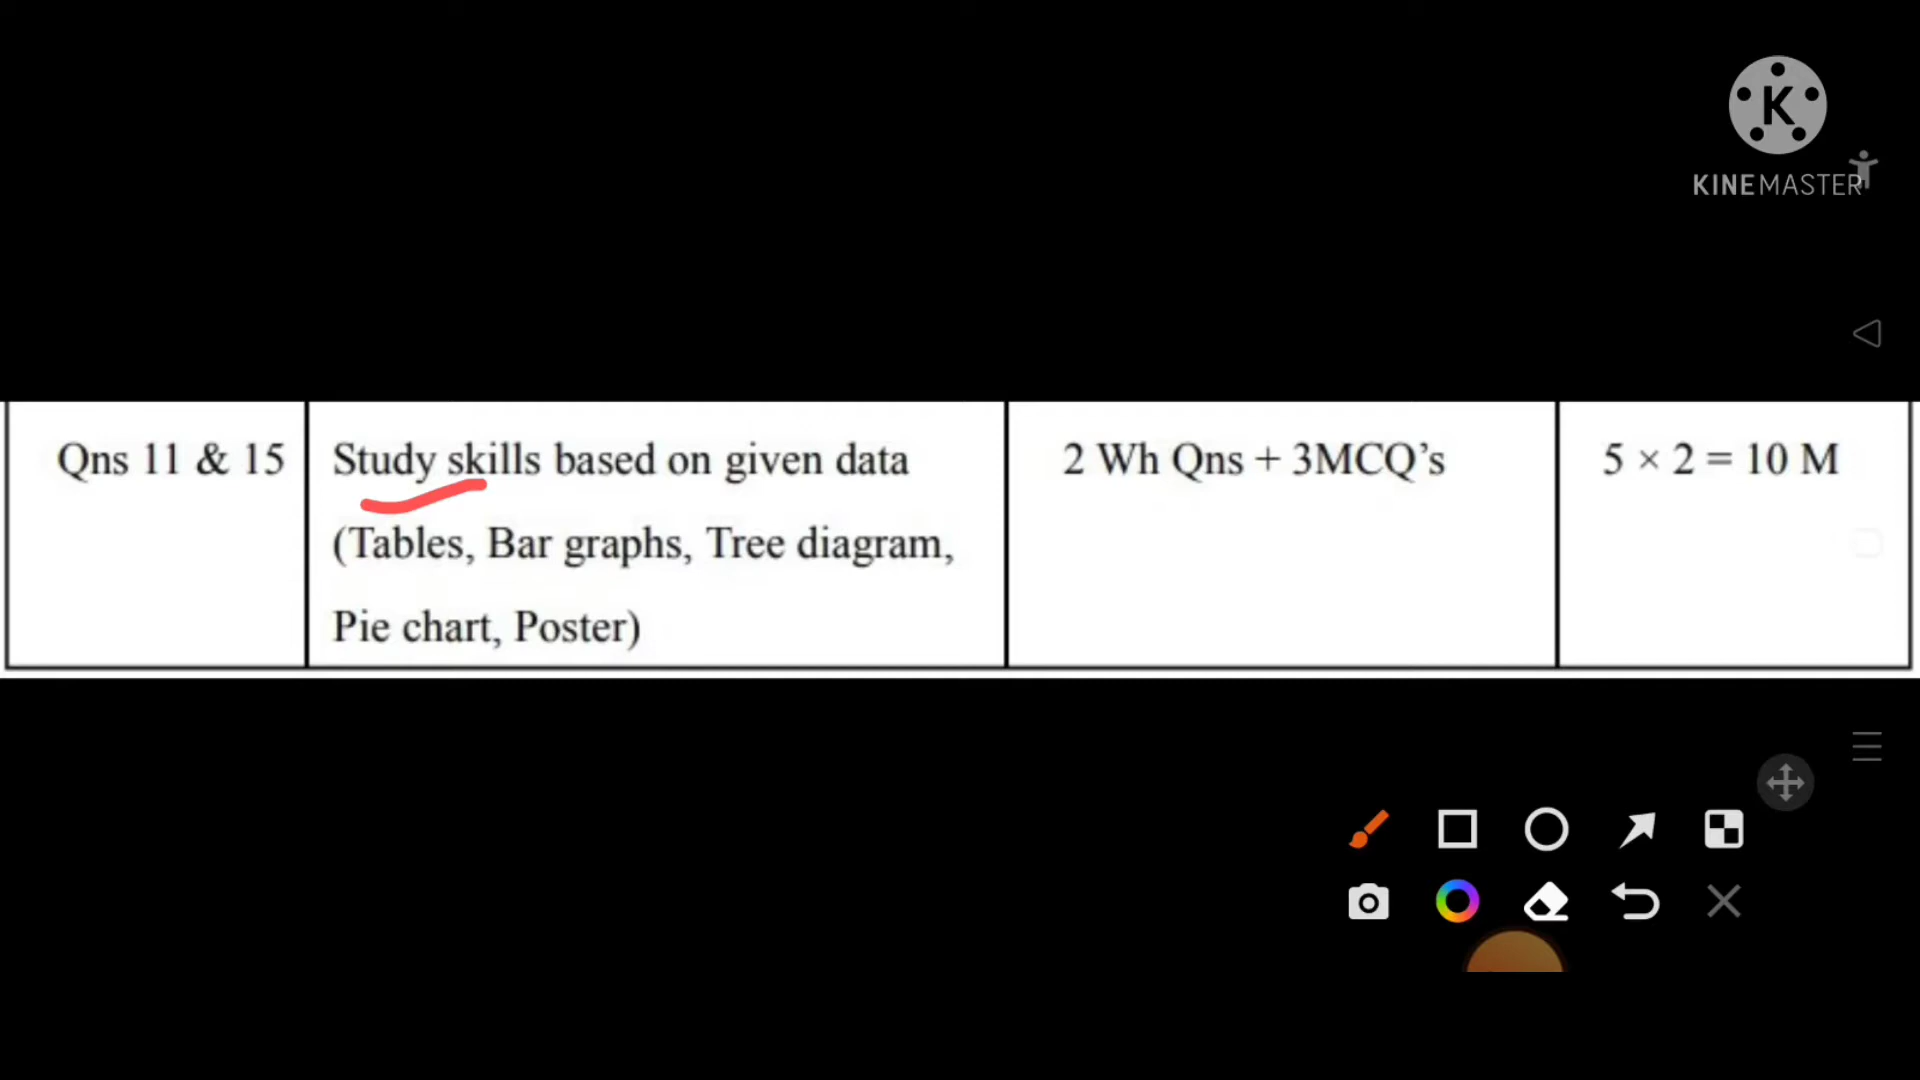 K
KINEMASTER
Qns 11 & 15
Study skills based on given data
(Tables, Bar graphs, Tree diagram,
Pie chart, Poster)
2 Wh Qns + 3MCQ’s
5 × 2 = 10 M